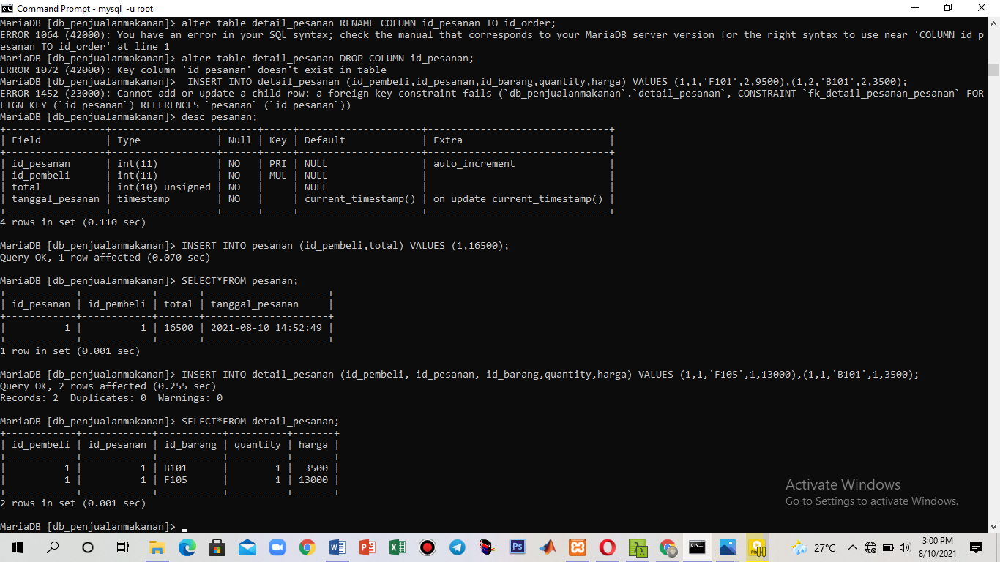 Command Prompt - mysql -u root
MariaDB [db_penjualanmakanan]> alter table detail_pesanan RENAME COLUMN id_pesanan TO id_order;
ERROR 1064 (42000): You have an error in your SQL syntax; check the manual that corresponds to your MariaDB server version for the right syntax to use near 'COLUMN id_p
esanan TO id_order' at line 1
MariaDB [db_penjualanmakanan]> alter table detail_pesanan DROP COLUMN id_pesanan;
ERROR 1072 (42000): Key column 'id_pesanan' doesn't exist in table
MariaDB [db_penjualanmakanan]>  INSERT INTO detail_pesanan (id_pembeli,id_pesanan,id_barang,quantity,harga) VALUES (1,1,'F101',2,9500),(1,2,'B101',2,3500);
ERROR 1452 (23000): Cannot add or update a child row: a foreign key constraint fails (`db_penjualanmakanan`.`detail_pesanan`, CONSTRAINT `fk_detail_pesanan_pesanan` FOR
EIGN KEY (`id_pesanan`) REFERENCES `pesanan` (`id_pesanan`))
MariaDB [db_penjualanmakanan]> desc pesanan;
+----------------+------------------+------+-----+---------------------+-------------------------------+
| Field          | Type             | Null | Key | Default             | Extra                         |
+----------------+------------------+------+-----+---------------------+-------------------------------+
| id_pesanan     | int(11)          | NO   | PRI | NULL                | auto_increment                |
| id_pembeli     | int(11)          | NO   | MUL | NULL                |                               |
| total          | int(10) unsigned | NO   |     | NULL                |                               |
| tanggal_pesanan | timestamp        | NO   |     | current_timestamp() | on update current_timestamp() |
+----------------+------------------+------+-----+---------------------+-------------------------------+
4 rows in set (0.110 sec)
MariaDB [db_penjualanmakanan]> INSERT INTO pesanan (id_pembeli,total) VALUES (1,16500);
Query OK, 1 row affected (0.070 sec)
MariaDB [db_penjualanmakanan]> SELECT*FROM pesanan;
+------------+------------+-------+---------------------+
| id_pesanan | id_pembeli | total | tanggal_pesanan     |
+------------+------------+-------+---------------------+
|          1 |          1 | 16500 | 2021-08-10 14:52:49 |
+------------+------------+-------+---------------------+
1 row in set (0.001 sec)
MariaDB [db_penjualanmakanan]> INSERT INTO detail_pesanan (id_pembeli, id_pesanan, id_barang,quantity,harga) VALUES (1,1,'F105',1,13000),(1,1,'B101',1,3500);
Query OK, 2 rows affected (0.255 sec)
Records: 2  Duplicates: 0  Warnings: 0
MariaDB [db_penjualanmakanan]> SELECT*FROM detail_pesanan;
+------------+------------+-----------+----------+-------+
| id_pembeli | id_pesanan | id_barang | quantity | harga |
+------------+------------+-----------+----------+-------+
|          1 |          1 | B101      |        1 |  3500 |
|          1 |          1 | F105      |        1 | 13000 |
+------------+------------+-----------+----------+-------+
2 rows in set (0.001 sec)
MariaDB [db_penjualanmakanan]>
Activate Windows
Go to Settings to activate Windows.
27°C
3:00 PM
8/10/2021